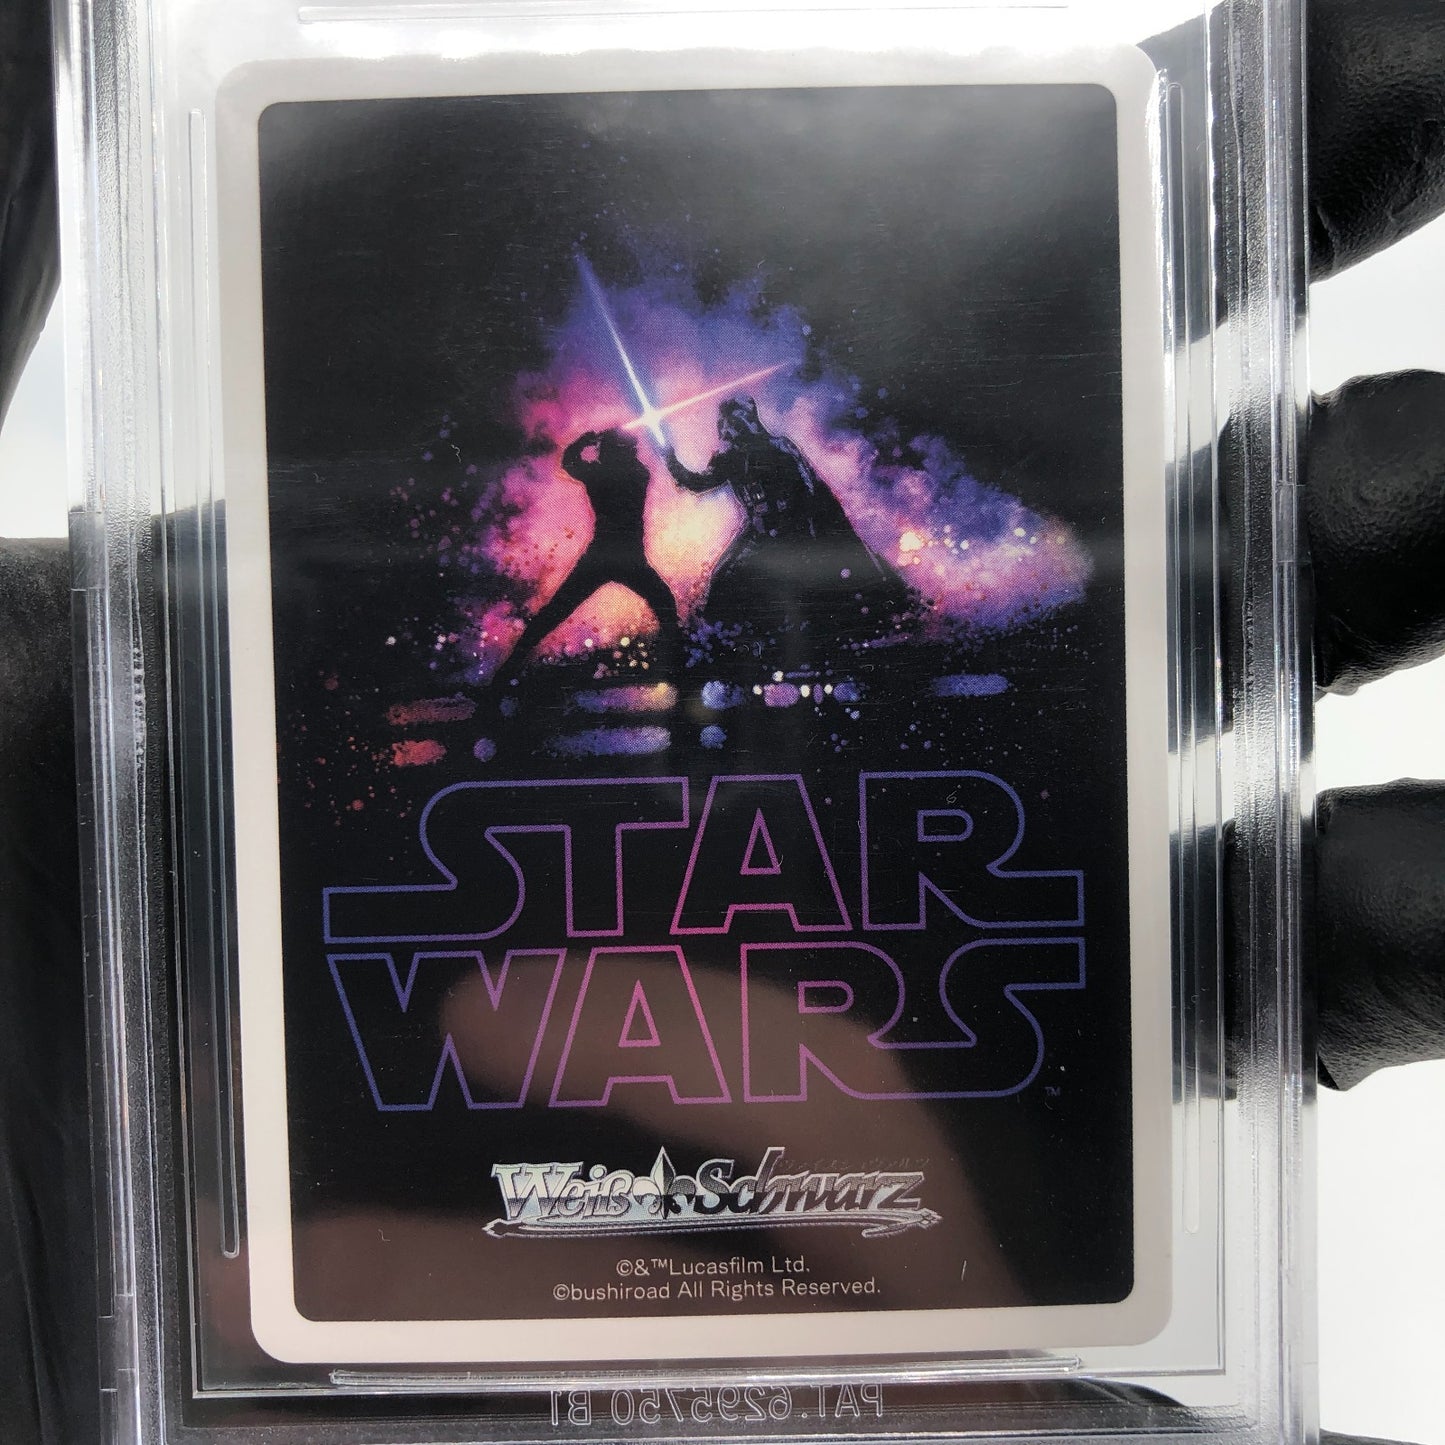 STAR
WARS
™
Weiß Schwarz
©&™Lucasfilm Ltd.
©bushiroad All Rights Reserved.
PAT.6295750 B1